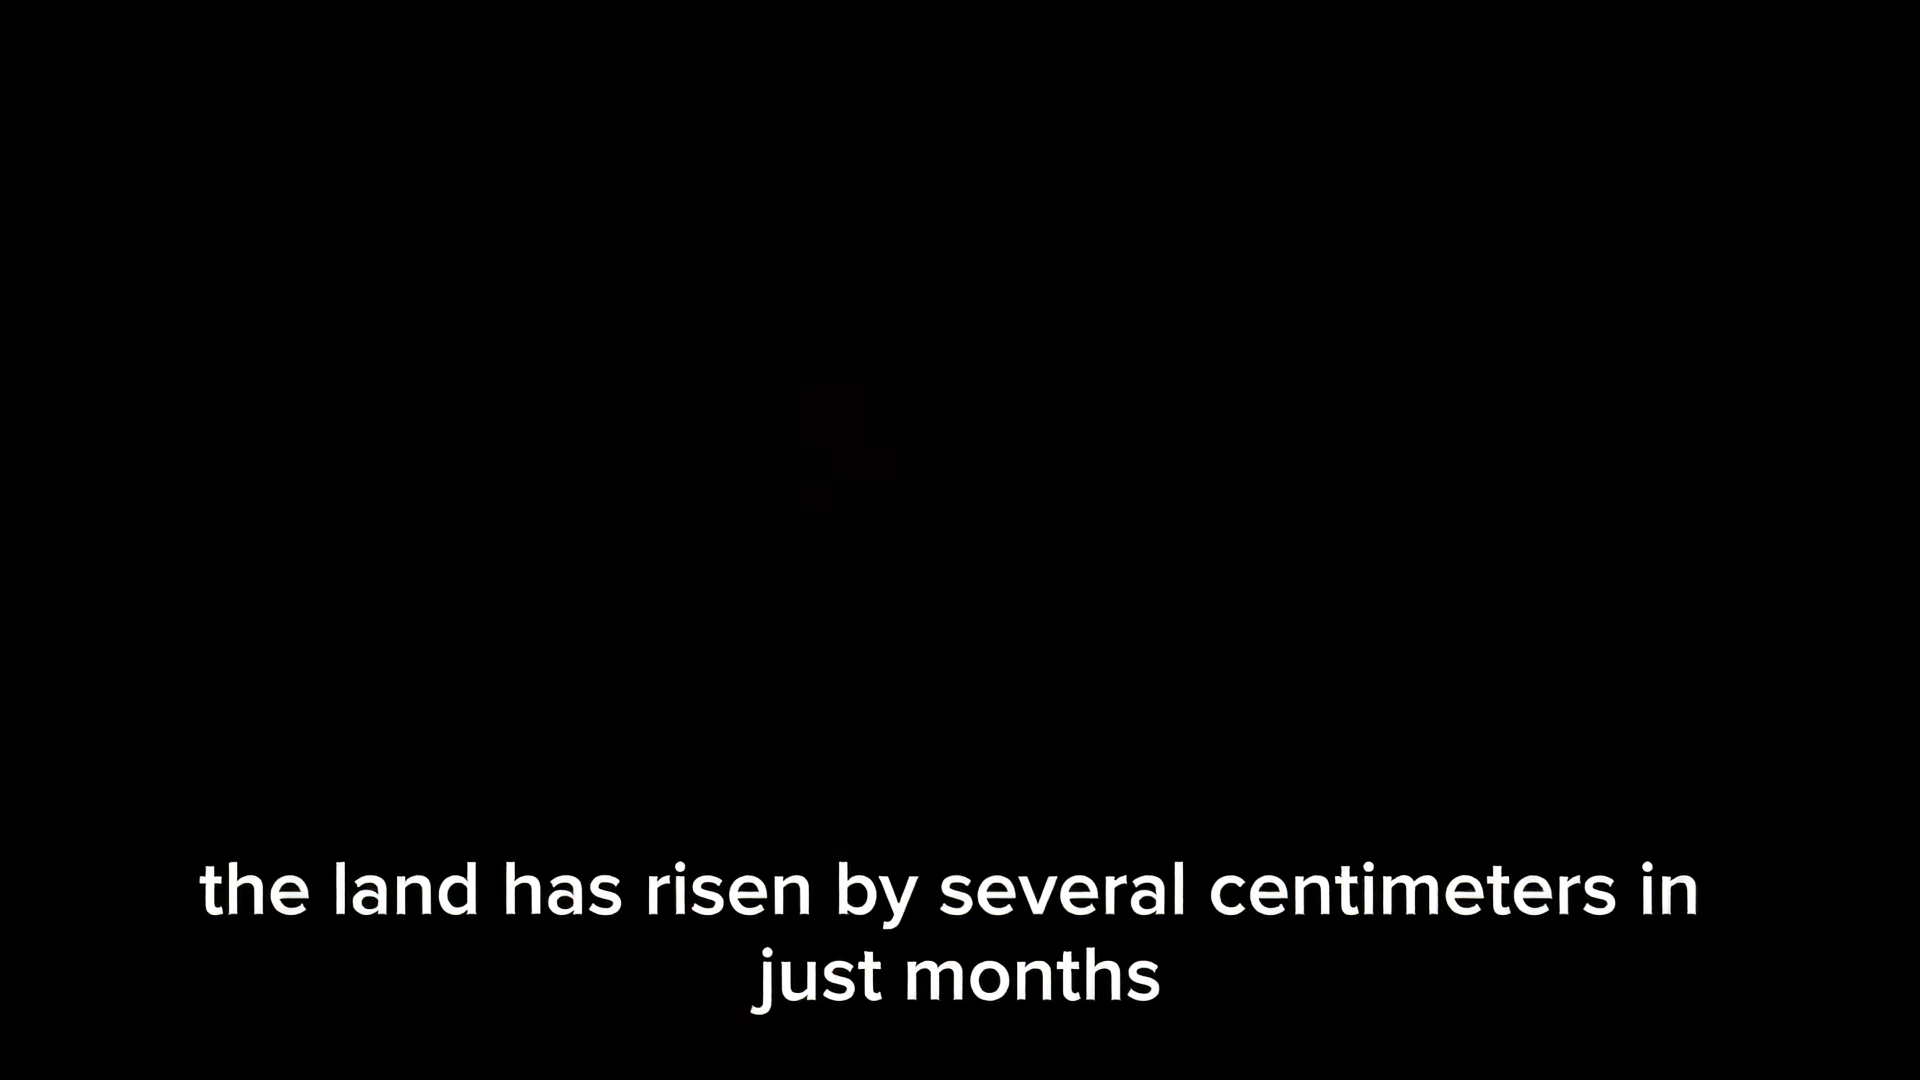 the land has risen by several centimeters in
just months